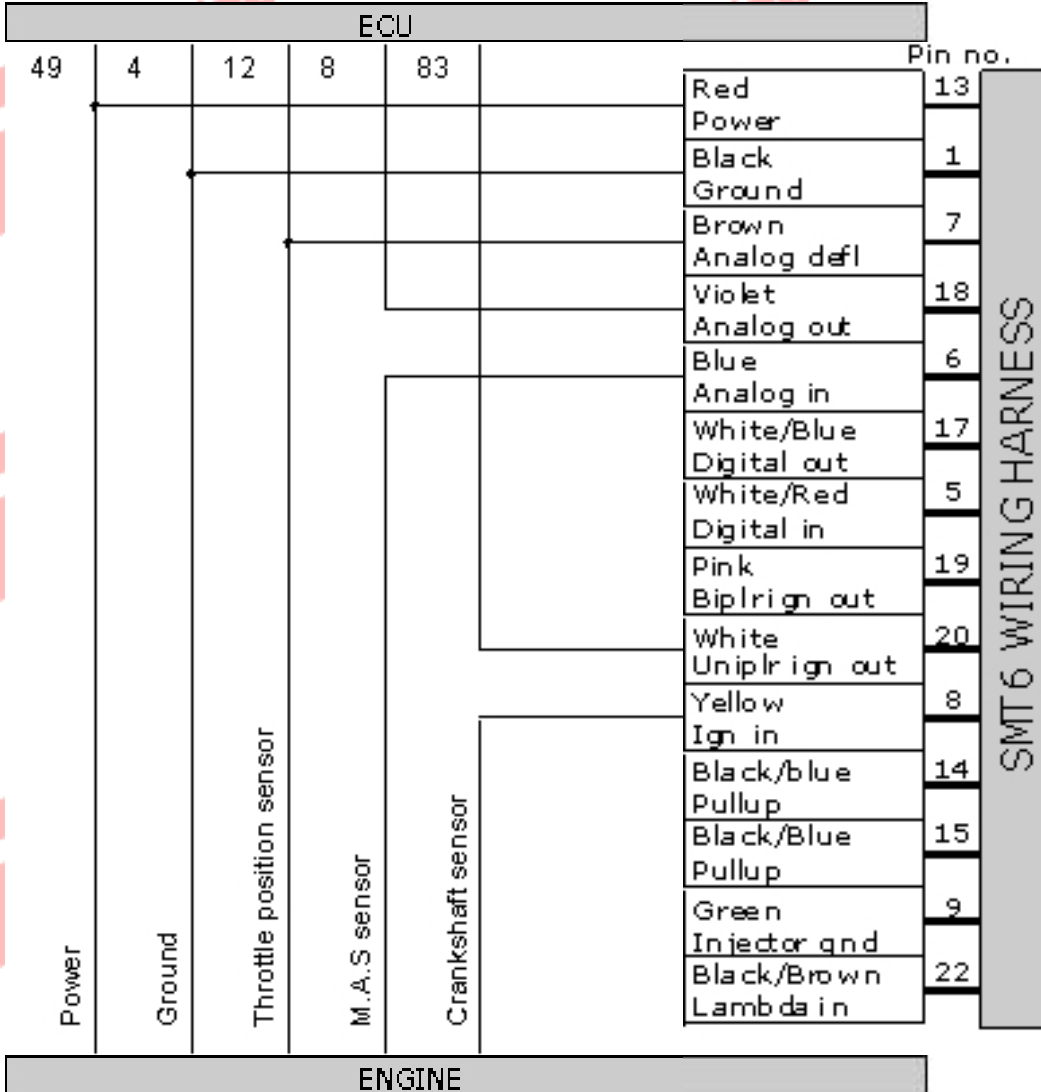 ECU
49 4 12 8 83
Pin no.
Red 13
Power
Black 1
Ground
Brown 7
Analog defl
Violet 18
Analog out
Blue 6
Analog in
White/Blue 17
Digital out
White/Red 5
Digital in
Pink 19
Biplrign out
White 20
Uniplr ign out
Yellow 8
Ign in
Black/blue 14
Pullup
Black/Blue 15
Pullup
Green 9
Injector gnd
Black/Brown 22
Lambda in
SMT6 WIRING HARNESS
Power
Ground
Throttle position sensor
M.A.S sensor
Crankshaft sensor
ENGINE